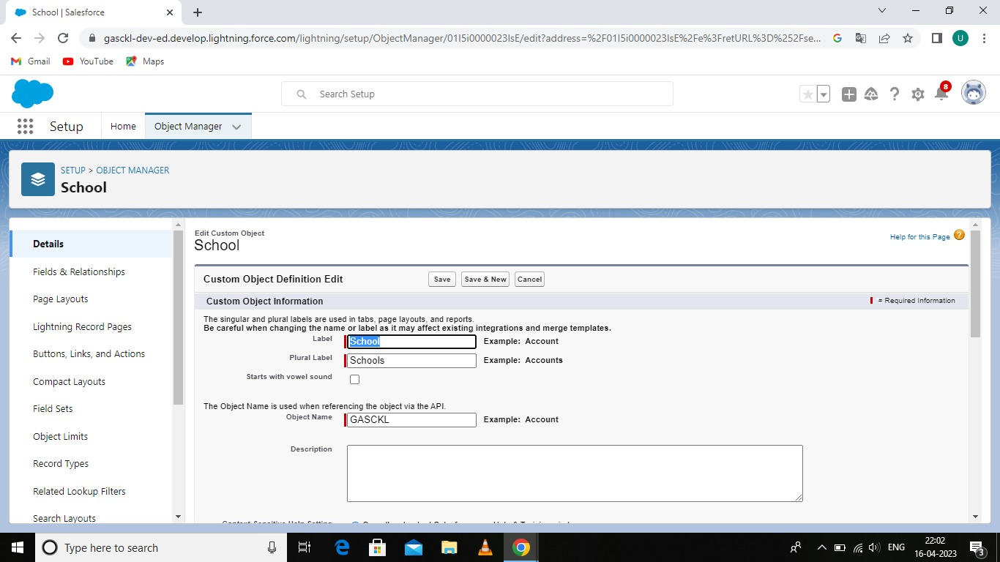 School | Salesforce
gasckl-dev-ed.develop.lightning.force.com/lightning/setup/ObjectManager/01I5i0000023IsE/edit?address=%2F01I5i0000023IsE%2Fe%3FretURL%3D%252Fse...
U
Gmail YouTube Maps
Search Setup
8
Setup Home Object Manager
SETUP > OBJECT MANAGER
School
Details
Fields & Relationships
Page Layouts
Lightning Record Pages
Buttons, Links, and Actions
Compact Layouts
Field Sets
Object Limits
Record Types
Related Lookup Filters
Search Layouts
Edit Custom Object
School
Help for this Page ?
Custom Object Definition Edit Save Save & New Cancel
Custom Object Information = Required Information
The singular and plural labels are used in tabs, page layouts, and reports.
Be careful when changing the name or label as it may affect existing integrations and merge templates.
Label School Example: Account
Plural Label Schools Example: Accounts
Starts with vowel sound
The Object Name is used when referencing the object via the API.
Object Name GASCKL Example: Account
Description
Type here to search
ENG
22:02
16-04-2023
3